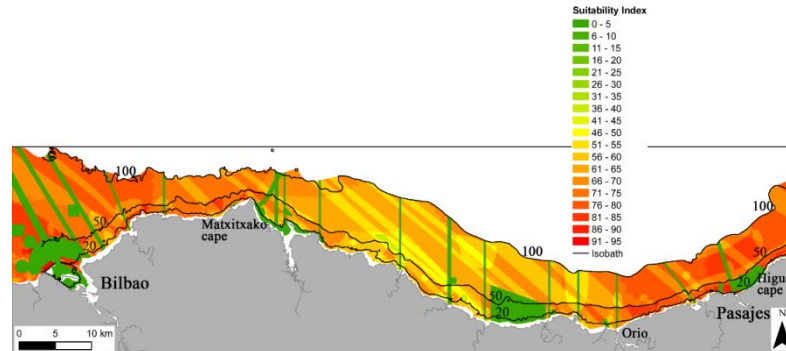 Suitability Index
0 - 5
6 - 10
11 - 15
16 - 20
21 - 25
26 - 30
31 - 35
36 - 40
41 - 45
46 - 50
51 - 55
56 - 60
61 - 65
66 - 70
71 - 75
76 - 80
81 - 85
86 - 90
91 - 95
Isobath
100
50
20
Matxitxako
cape
Bilbao
100
50
20
Orio
100
50
20
Higu
cape
Pasajes
0 5 10 km
N